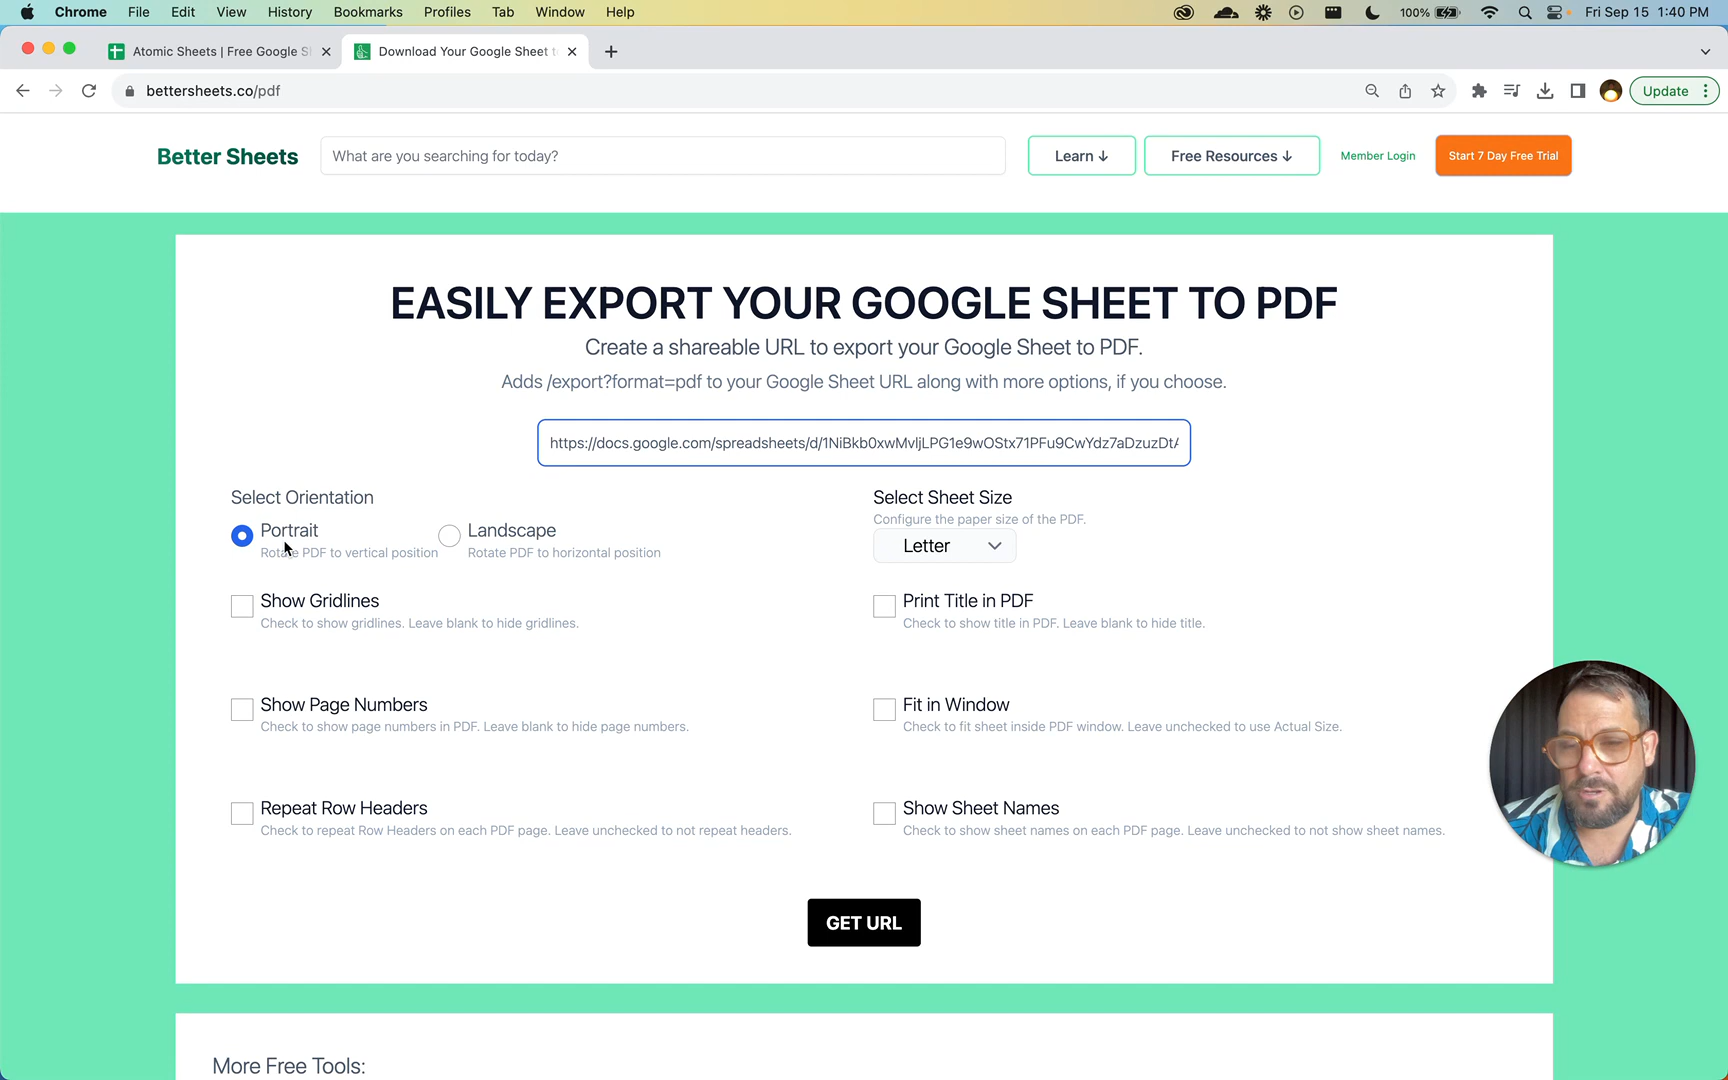 Chrome File Edit View History Bookmarks Profiles Tab Window Help 100% Fri Sep 15 1:40 PM
Atomic Sheets | Free Google S
Download Your Google Sheet t
bettersheets.co/pdf
Update
Better Sheets
What are you searching for today?
Learn ↓
Free Resources ↓
Member Login
Start 7 Day Free Trial
EASILY EXPORT YOUR GOOGLE SHEET TO PDF
Create a shareable URL to export your Google Sheet to PDF.
Adds /export?format=pdf to your Google Sheet URL along with more options, if you choose.
https://docs.google.com/spreadsheets/d/1NiBkb0xwMvljLPG1e9wOStx71PFu9CwYdz7aDzuzDtA
Select Orientation
Portrait
Rotate PDF to vertical position
Landscape
Rotate PDF to horizontal position
Select Sheet Size
Configure the paper size of the PDF.
Letter
Show Gridlines
Check to show gridlines. Leave blank to hide gridlines.
Print Title in PDF
Check to show title in PDF. Leave blank to hide title.
Show Page Numbers
Check to show page numbers in PDF. Leave blank to hide page numbers.
Fit in Window
Check to fit sheet inside PDF window. Leave unchecked to use Actual Size.
Repeat Row Headers
Check to repeat Row Headers on each PDF page. Leave unchecked to not repeat headers.
Show Sheet Names
Check to show sheet names on each PDF page. Leave unchecked to not show sheet names.
GET URL
More Free Tools: